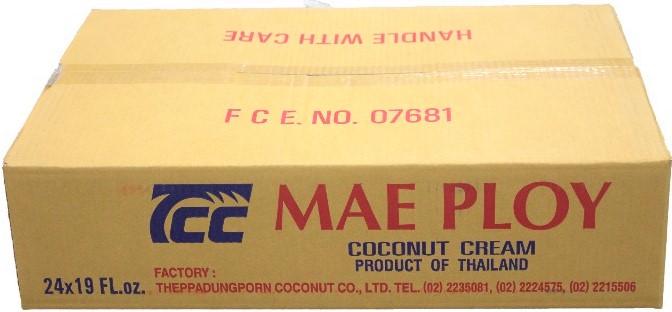 HANDLE WITH CARE
F C E. NO. 07681
TCC MAE PLOY
COCONUT CREAM
PRODUCT OF THAILAND
24x19 FL.oz.
FACTORY :
THEPPADUNGPORN COCONUT CO., LTD. TEL. (02) 2235081, (02) 2224575, (02) 2215506